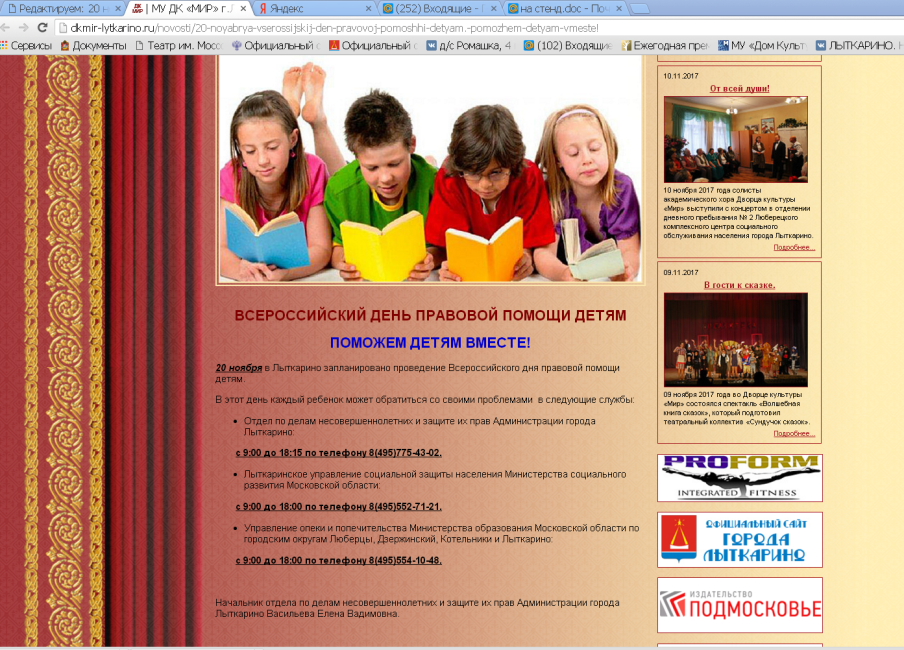 Редактируем: 20 н
МУ ДК «МИР» г.
Яндекс
(252) Входящие -
на стенд.doc - По
dkmir-lytkarino.ru/novosti/20-noyabrya-vserossijskij-den-pravovoj-pomoshhi-detyam.-pomozhem-detyam-vmeste!
Сервисы Документы Театр им. Мосс Официальный Официальный д/с Ромашка, 4 (102) Входящие Ежегодная пре МУ «Дом Культ ЛЫТКАРИНО. Н
ВСЕРОССИЙСКИЙ ДЕНЬ ПРАВОВОЙ ПОМОЩИ ДЕТЯМ
ПОМОЖЕМ ДЕТЯМ ВМЕСТЕ!
20 ноября в Лыткарино запланировано проведение Всероссийского дня правовой помощи
детям.
В этот день каждый ребенок может обратиться со своими проблемами в следующие службы:
Отдел по делам несовершеннолетних и защите их прав Администрации города
Лыткарино:
с 9:00 до 18:15 по телефону 8(495)775-43-02.
Лыткаринское управление социальной защиты населения Министерства социального
развития Московской области:
с 9:00 до 18:00 по телефону 8(495)552-71-21.
Управление опеки и попечительства Министерства образования Московской области по
городским округам Люберцы, Дзержинский, Котельники и Лыткарино:
с 9:00 до 18:00 по телефону 8(495)554-10-48.
Начальник отдела по делам несовершеннолетних и защите их прав Администрации города
Лыткарино Васильева Елена Вадимовна.
10.11.2017
От всей души!
10 ноября 2017 года солисты
академического хора Дворца культуры
«Мир» выступили с концертом в отделении
дневного пребывания № 2 Люберецкого
комплексного центра социального
обслуживания населения города Лыткарино.
Подробнее...
09.11.2017
В гости к сказке.
09 ноября 2017 года во Дворце культуры
«Мир» состоялся спектакль «Волшебная
книга сказок», который подготовил
театральный коллектив «Сундучок сказок».
Подробнее...
PROFORM
INTEGRATED FITNESS
ОФИЦИАЛЬНЫЙ САЙТ
ГОРОДА
ЛЫТКАРИНО
ИЗДАТЕЛЬСТВО
ПОДМОСКОВЬЕ